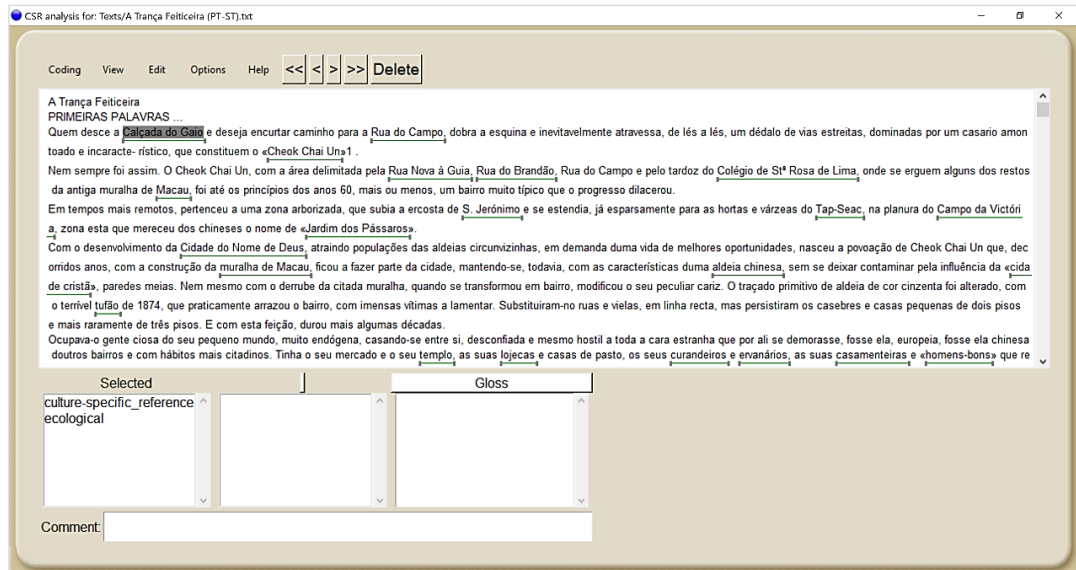 CSR analysis for: Texts/A Trança Feiticeira (PT-ST).txt
Coding View Edit Options Help << < > >> Delete
A Trança Feiticeira
PRIMEIRAS PALAVRAS ...
Quem desce a Calçada do Gaio e deseja encurtar caminho para a Rua do Campo, dobra a esquina e inevitavelmente atravessa, de lés a lés, um dédalo de vias estreitas, dominadas por um casario amon
toado e incaracte- rístico, que constituem o «Cheok Chai Un»1 .
Nem sempre foi assim. O Cheok Chai Un, com a área delimitada pela Rua Nova à Guia, Rua do Brandão, Rua do Campo e pelo tardoz do Colégio de Stª Rosa de Lima, onde se erguem alguns dos restos
da antiga muralha de Macau, foi até os princípios dos anos 60, mais ou menos, um bairro muito típico que o progresso dilacerou.
Em tempos mais remotos, pertenceu a uma zona arborizada, que subia a ercosta de S. Jerónimo e se estendia, já esparsamente para as hortas e várzeas do Tap-Seac, na planura do Campo da Victóri
a, zona esta que mereceu dos chineses o nome de «Jardim dos Pássaros».
Com o desenvolvimento da Cidade do Nome de Deus, atraindo populações das aldeias circunvizinhas, em demanda duma vida de melhores oportunidades, nasceu a povoação de Cheok Chai Un que, dec
orridos anos, com a construção da muralha de Macau, ficou a fazer parte da cidade, mantendo-se, todavia, com as características duma aldeia chinesa, sem se deixar contaminar pela influência da «cida
de cristã», paredes meias. Nem mesmo com o derrube da citada muralha, quando se transformou em bairro, modificou o seu peculiar cariz. O traçado primitivo de aldeia de cor cinzenta foi alterado, com
o terrível tufão de 1874, que praticamente arrazou o bairro, com imensas vítimas a lamentar. Substituiram-no ruas e vielas, em linha recta, mas persistiram os casebres e casas pequenas de dois pisos
e mais raramente de três pisos. E com esta feição, durou mais algumas décadas.
Ocupava-o gente ciosa do seu pequeno mundo, muito endógena, casando-se entre si, desconfiada e mesmo hostil a toda a cara estranha que por ali se demorasse, fosse ela, europeia, fosse ela chinesa
doutros bairros e com hábitos mais citadinos. Tinha o seu mercado e o seu templo, as suas lojecas e casas de pasto, os seus curandeiros e ervanários, as suas casamenteiras e «homens-bons» que re
Selected Gloss
culture-specific_reference
ecological
Comment: